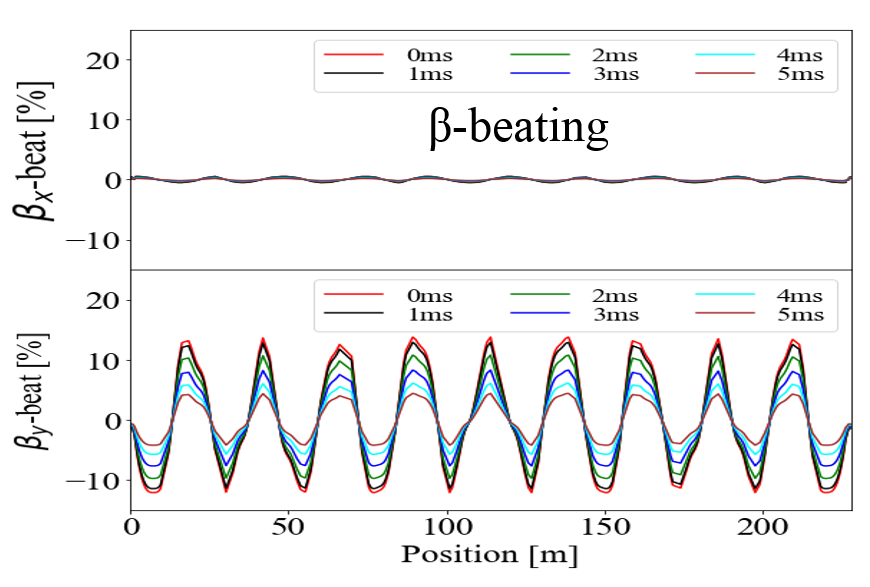 βx-beat [%]
20
10
0
−10
0ms 2ms 4ms
1ms 3ms 5ms
β-beating
βy-beat [%]
20
10
0
−10
0ms 2ms 4ms
1ms 3ms 5ms
0 50 100 150 200
Position [m]